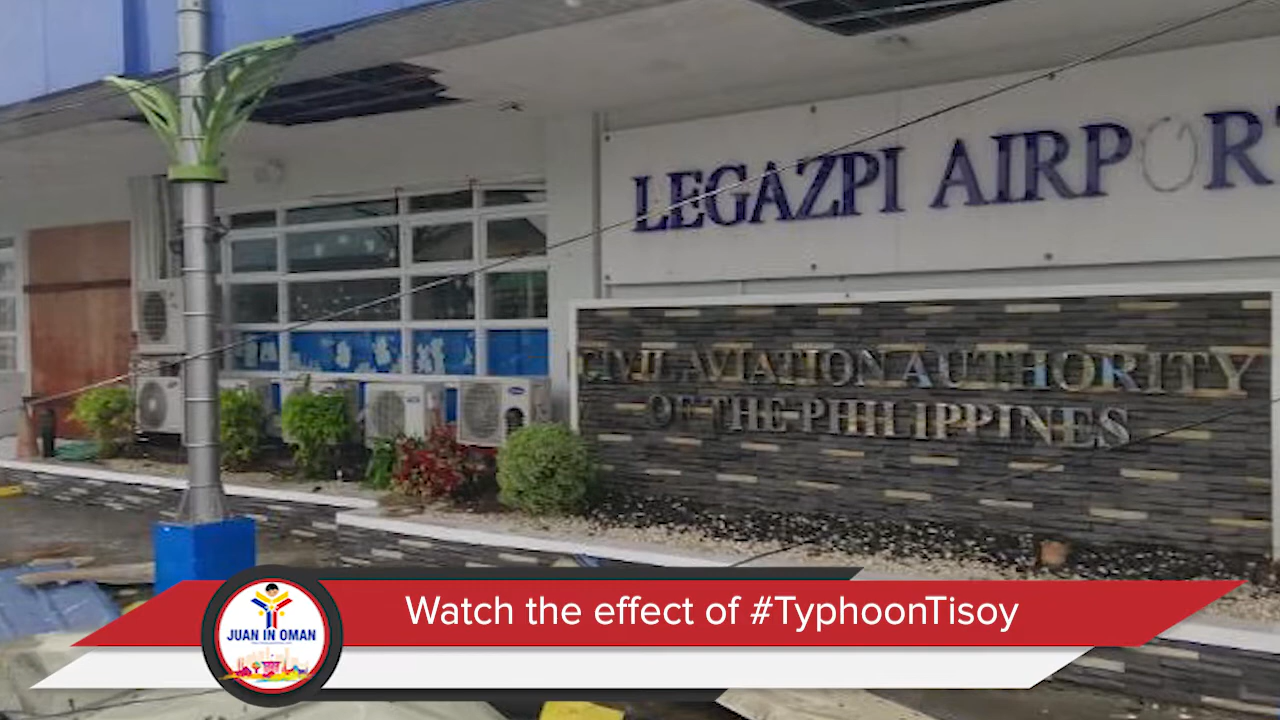 LEGAZPI AIRPORT
CIVIL AVIATION AUTHORITY
OF THE PHILIPPINES
Watch the effect of #TyphoonTisoy
JUAN IN OMAN